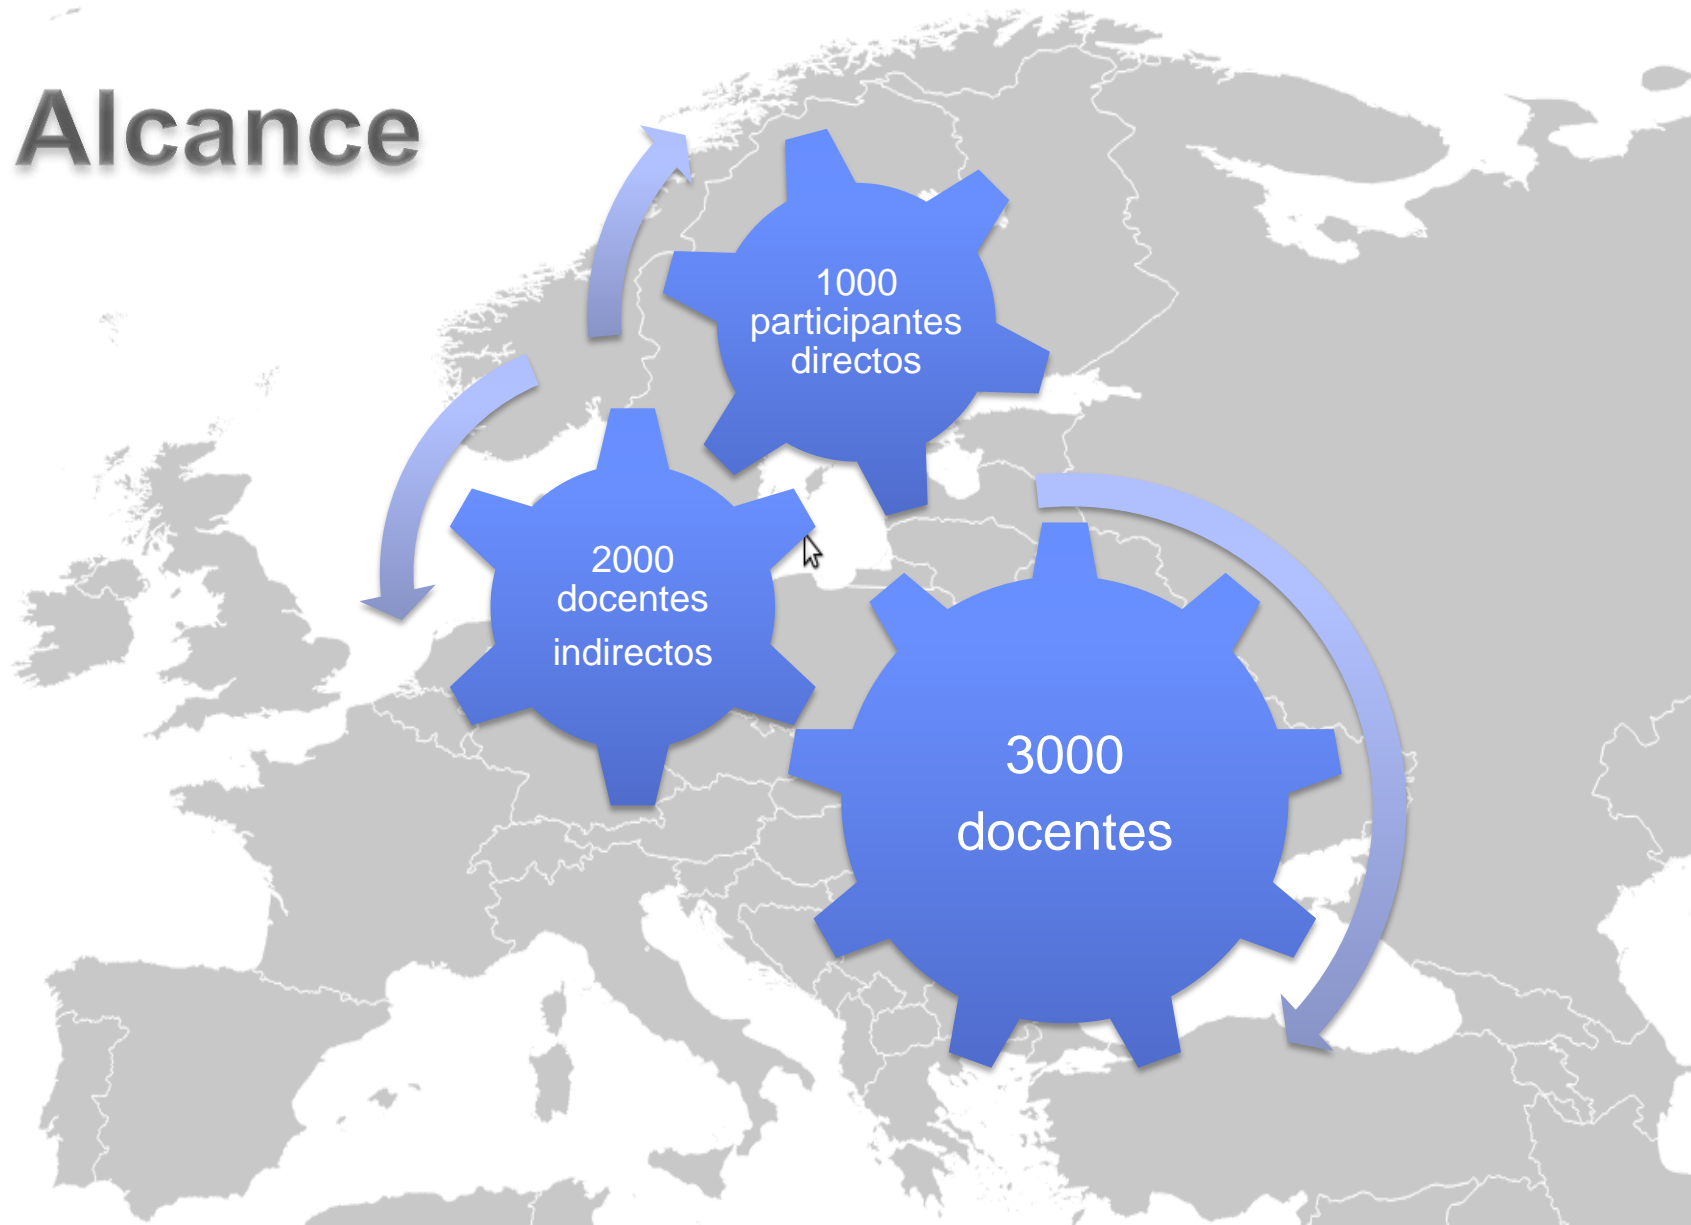 Alcance
1000
participantes
directos
2000
docentes
indirectos
3000
docentes